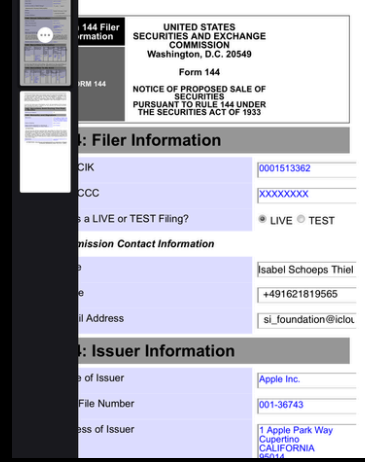 144 Filer
rmation
UNITED STATES
SECURITIES AND EXCHANGE
COMMISSION
Washington, D.C. 20549
Form 144
RM 144
NOTICE OF PROPOSED SALE OF
SECURITIES
PURSUANT TO RULE 144 UNDER
THE SECURITIES ACT OF 1933
4: Filer Information
CIK 0001513362
CCC XXXXXXXX
s a LIVE or TEST Filing? LIVE TEST
mission Contact Information
e Isabel Schoeps Thiel
e +491621819565
il Address si_foundation@iclou
4: Issuer Information
e of Issuer Apple Inc.
File Number 001-36743
ess of Issuer 1 Apple Park Way
Cupertino
CALIFORNIA
95014